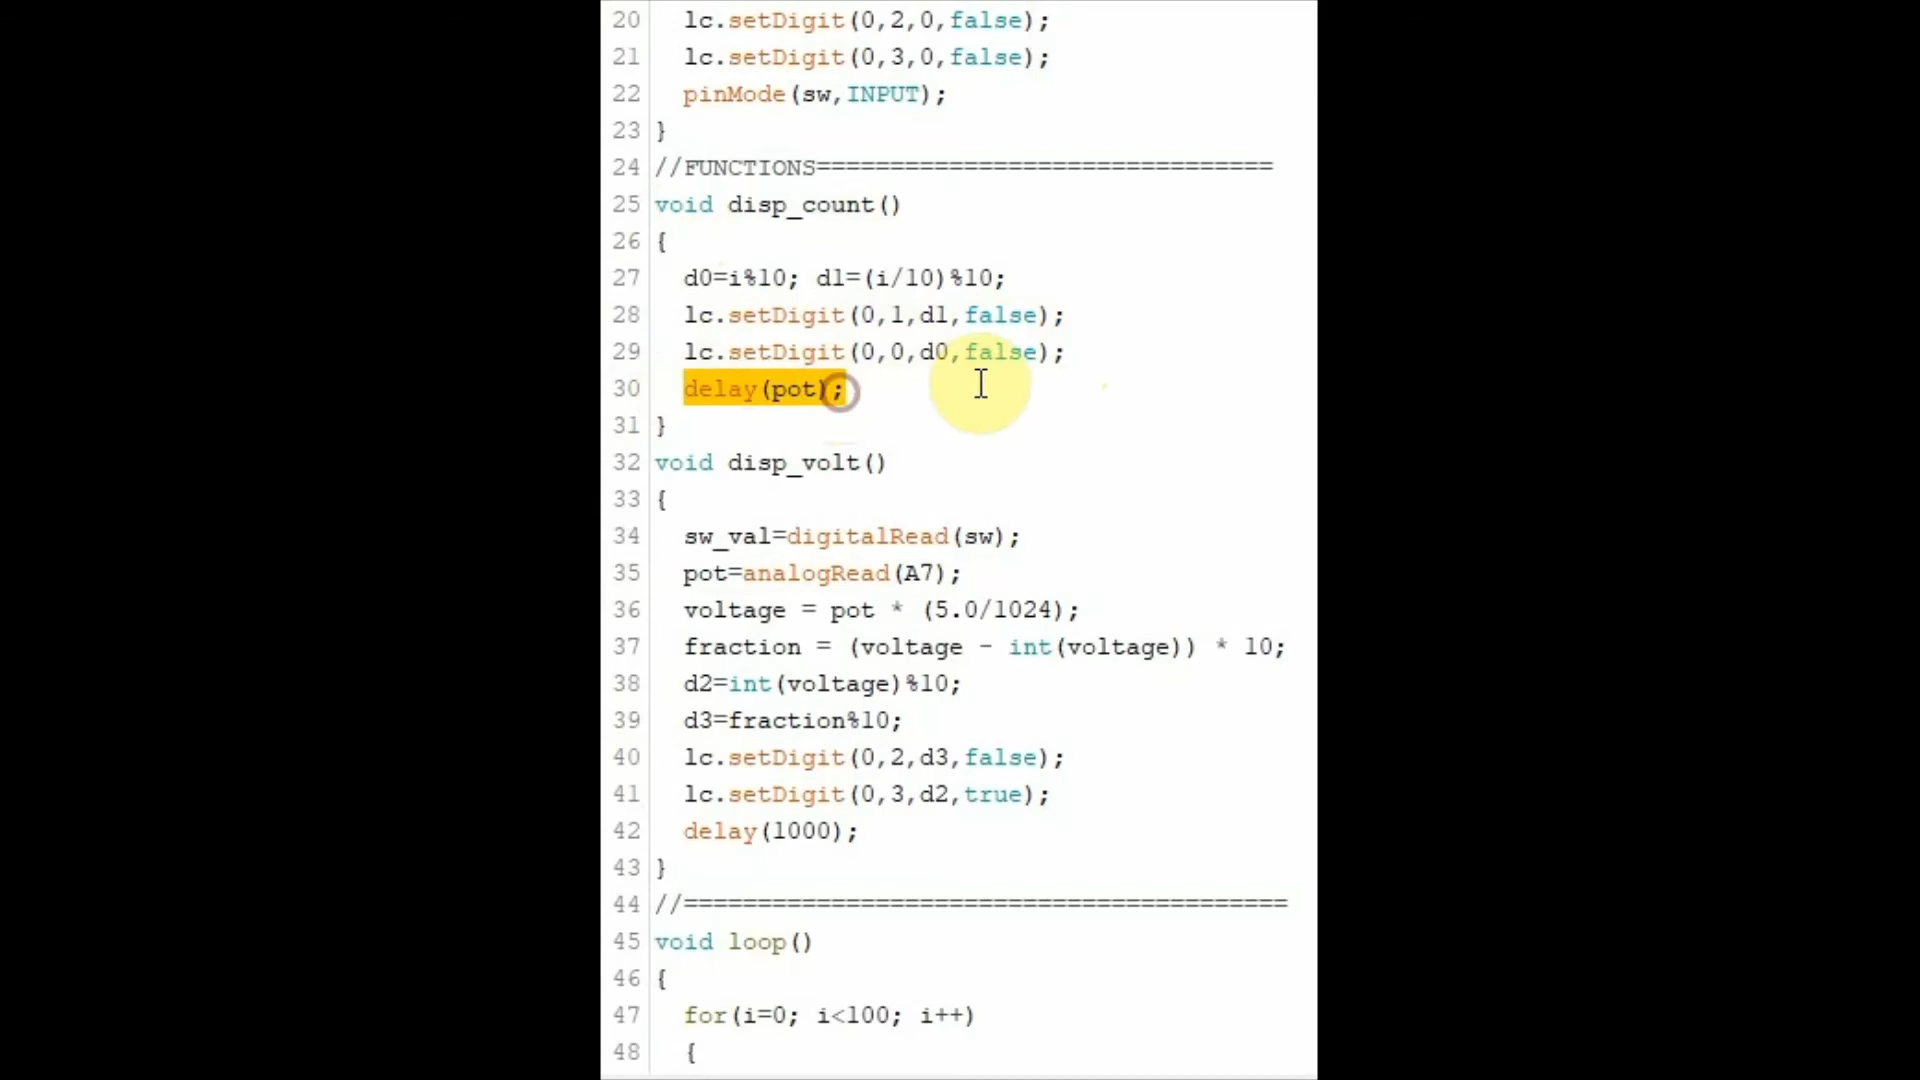 20 lc.setDigit(0,2,0,false);
21 lc.setDigit(0,3,0,false);
22 pinMode(sw,INPUT);
23 }
24 //FUNCTIONS===============================
25 void disp_count()
26 {
27 d0=i%10; d1=(i/10)%10;
28 lc.setDigit(0,1,d1,false);
29 lc.setDigit(0,0,d0,false);
30 delay(pot);
31 }
32 void disp_volt()
33 {
34 sw_val=digitalRead(sw);
35 pot=analogRead(A7);
36 voltage = pot * (5.0/1024);
37 fraction = (voltage - int(voltage)) * 10;
38 d2=int(voltage)%10;
39 d3=fraction%10;
40 lc.setDigit(0,2,d3,false);
41 lc.setDigit(0,3,d2,true);
42 delay(1000);
43 }
44 //=========================================
45 void loop()
46 {
47 for(i=0; i<100; i++)
48 {